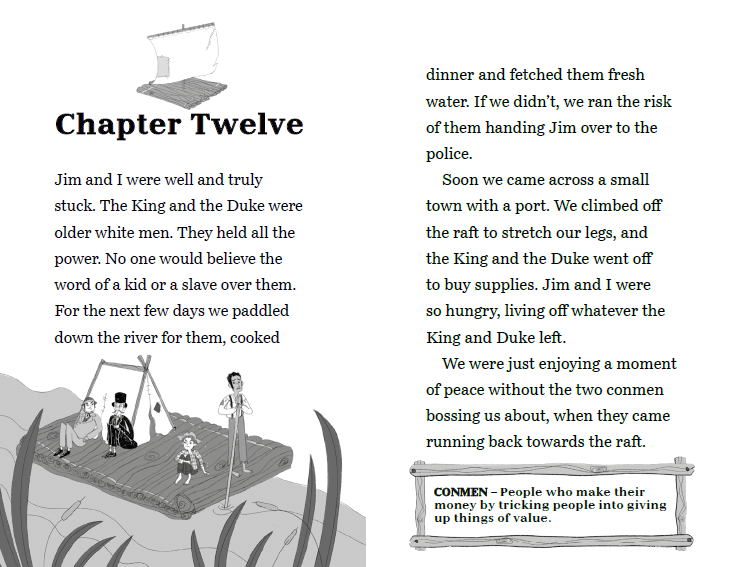 Chapter Twelve
Jim and I were well and truly
stuck. The King and the Duke were
older white men. They held all the
power. No one would believe the
word of a kid or a slave over them.
For the next few days we paddled
down the river for them, cooked
dinner and fetched them fresh
water. If we didn’t, we ran the risk
of them handing Jim over to the
police.
Soon we came across a small
town with a port. We climbed off
the raft to stretch our legs, and
the King and the Duke went off
to buy supplies. Jim and I were
so hungry, living off whatever the
King and Duke left.
We were just enjoying a moment
of peace without the two conmen
bossing us about, when they came
running back towards the raft.
CONMEN – People who make their
money by tricking people into giving
up things of value.